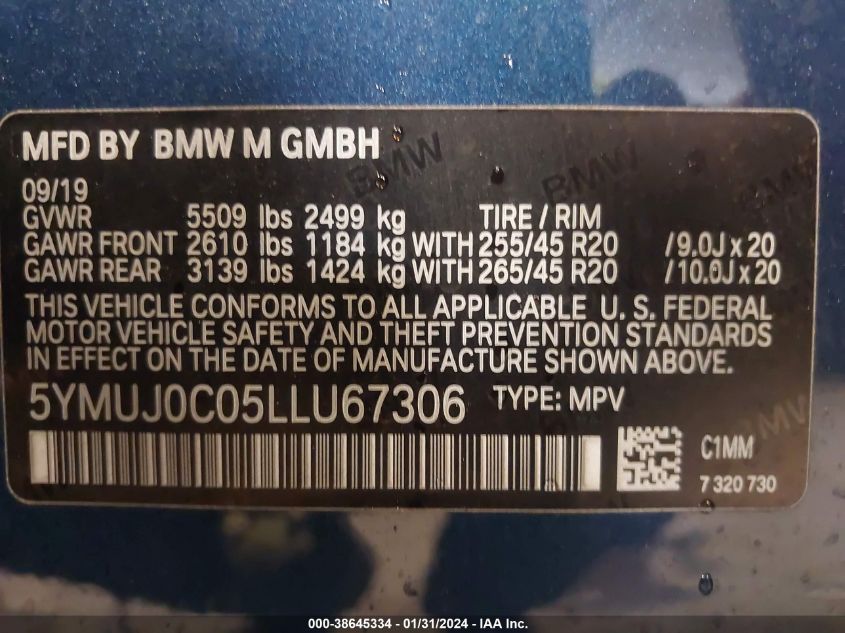 MFD BY BMW M GMBH
09/19
GVWR 5509 lbs 2499 kg TIRE / RIM
GAWR FRONT 2610 lbs 1184 kg WITH 255/45 R20 / 9.0J x 20
GAWR REAR 3139 lbs 1424 kg WITH 265/45 R20 / 10.0J x 20
THIS VEHICLE CONFORMS TO ALL APPLICABLE U. S. FEDERAL
MOTOR VEHICLE SAFETY AND THEFT PREVENTION STANDARDS
IN EFFECT ON THE DATE OF MANUFACTURE SHOWN ABOVE.
5YMUJ0C05LLU67306 TYPE: MPV
C1MM
7 320 730
BMW
BMW
BMW
BMW
000-38645334 - 01/31/2024 - IAA Inc.